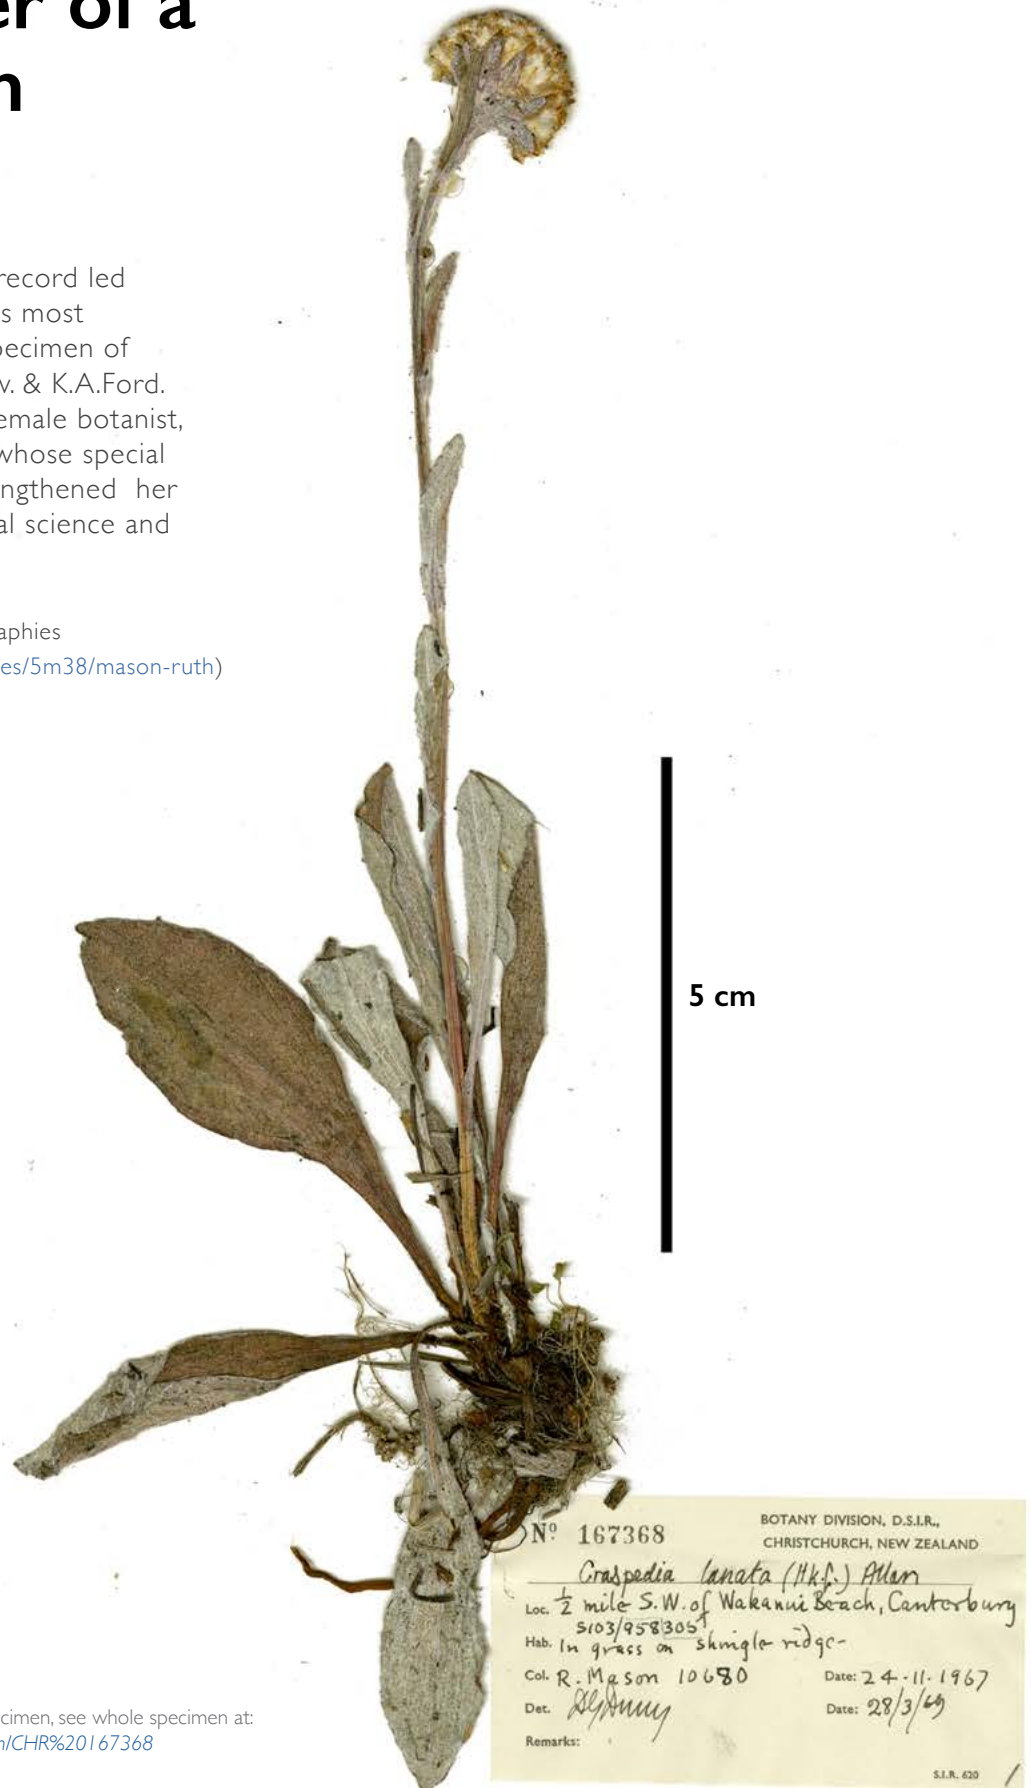 er of a
n
record led
s most
pecimen of
v. & K.A.Ford.
emale botanist,
whose special
ngthened her
al science and
aphies
es/5m38/mason-ruth)
5 cm
Nº 167368
BOTANY DIVISION, D.S.I.R.,
CHRISTCHURCH, NEW ZEALAND
Craspedia lanata (Hk.f.) Allan
Loc. ½ mile S.W. of Wakanui Beach, Canterbury
S103/958305
Hab. In grass on shingle ridge-
Col. R. Mason 10680 Date: 24-11-1967
Det. Date: 28/3/69
Remarks:
S.I.R. 620
cimen, see whole specimen at:
n/CHR%20167368